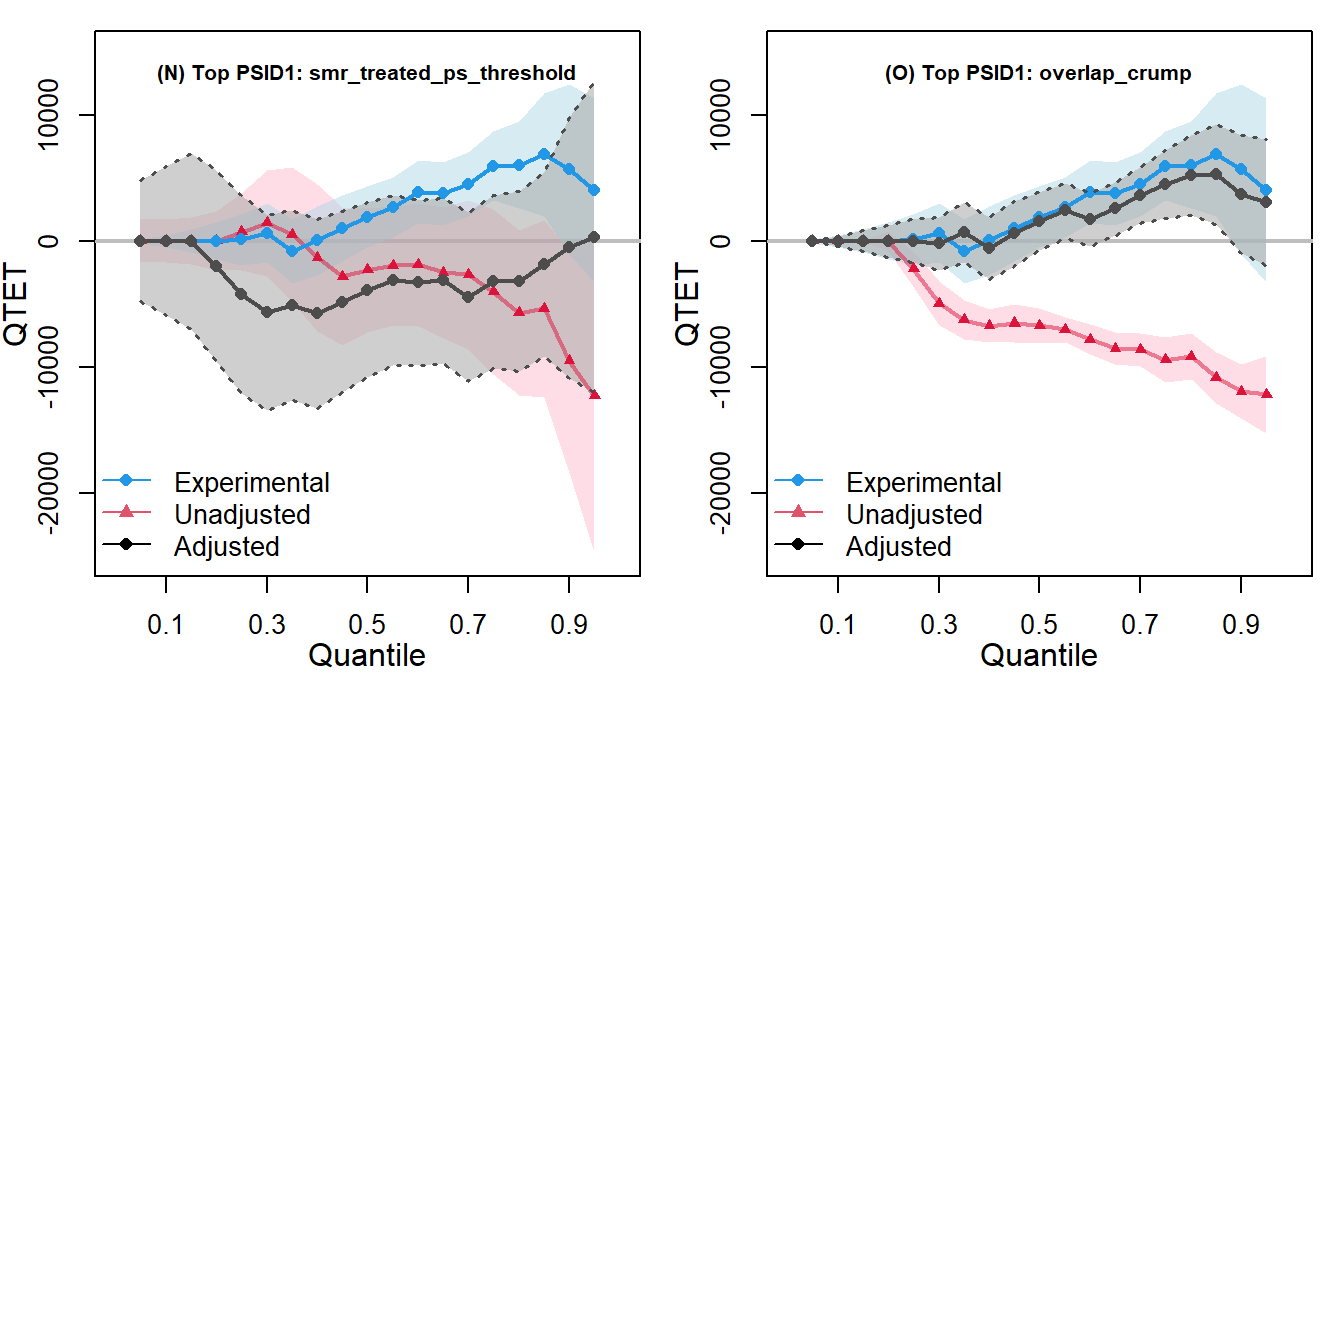 (N) Top PSID1: smr_treated_ps_threshold
QTET
10000
0
-10000
-20000
Experimental
Unadjusted
Adjusted
0.1 0.3 0.5 0.7 0.9
Quantile
(O) Top PSID1: overlap_crump
QTET
10000
0
-10000
-20000
Experimental
Unadjusted
Adjusted
0.1 0.3 0.5 0.7 0.9
Quantile